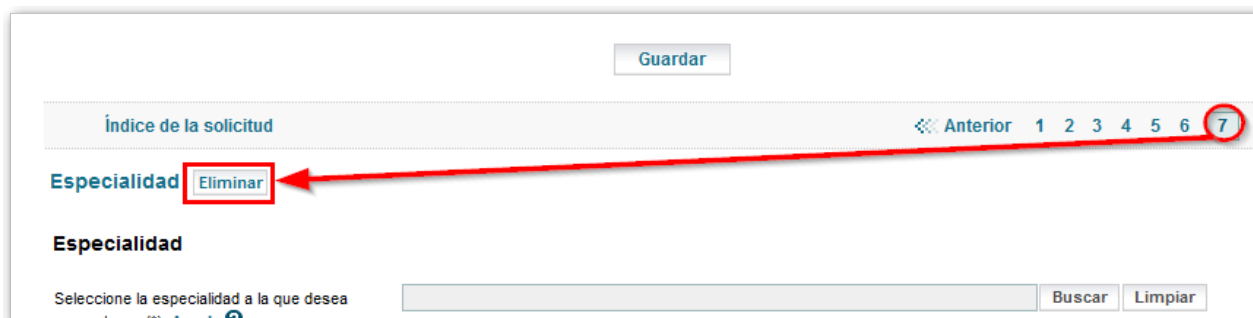 Guardar
Índice de la solicitud Anterior 1 2 3 4 5 6 7
Especialidad Eliminar
Especialidad
Seleccione la especialidad a la que desea Buscar Limpiar